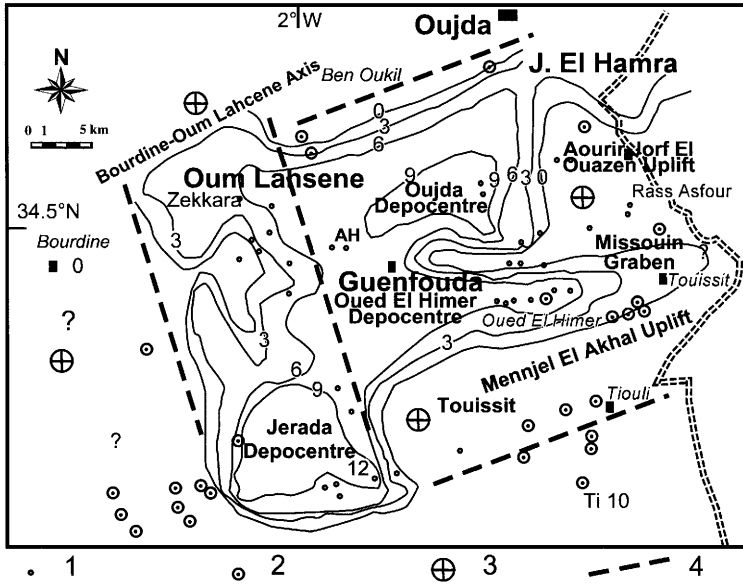 2° W
Oujda
N
J. El Hamra
Ben Oukil
Bourdine-Oum Lahcene Axis
0 1 5 km
0
3
6
Aourin Jorf El
Ouazen Uplift
Oum Lahsene
Zekkara
9
9
6
3
0
Oujda
Depocentre
Rass Asfour
34.5°N
3
AH
Missouin
Graben
Bourdine
0
?
Touissit
Guenfouda
Oued El Himer
Depocentre
Oued El Himer
?
3
3
Mennjel El Akhal Uplift
6
9
Touissit
Tiouli
Jerada
Depocentre
?
12
Ti 10
1
2
3
4